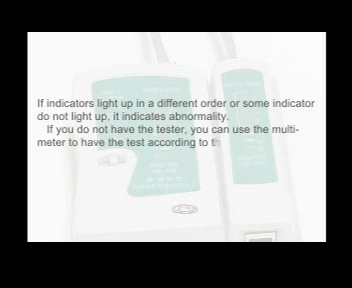 If indicators light up in a different order or some indicator
do not light up, it indicates abnormality.
If you do not have the tester, you can use the multi-
meter to have the test according to th